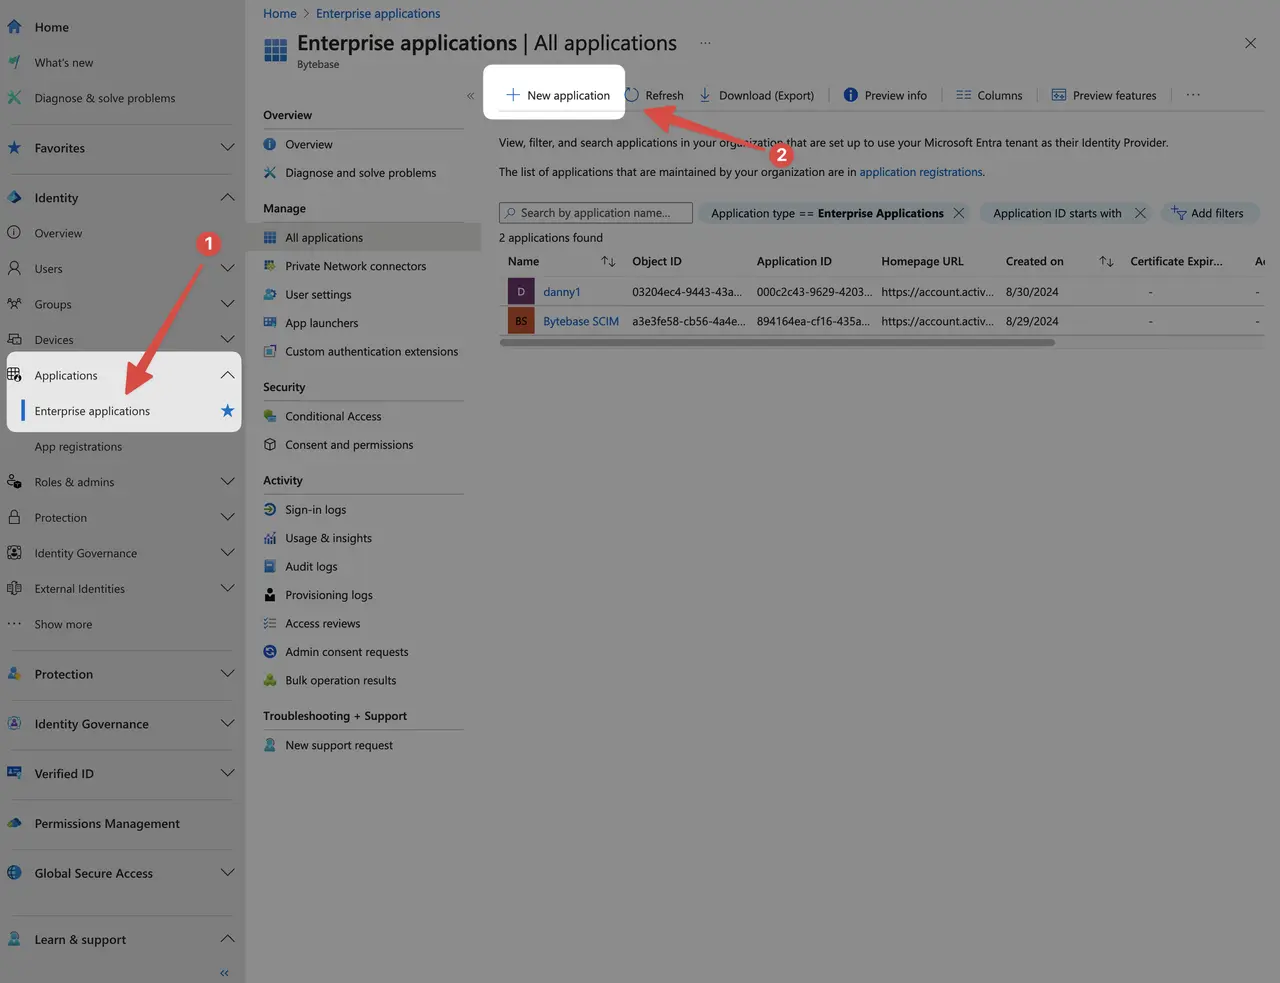 Home
What's new
Diagnose & solve problems
Favorites
Identity
Overview
Users
Groups
Devices
Applications
Enterprise applications
App registrations
Roles & admins
Protection
Identity Governance
External Identities
Show more
Protection
Identity Governance
Verified ID
Permissions Management
Global Secure Access
Learn & support
1
Home > Enterprise applications
Enterprise applications | All applications ...
Bytebase
Overview
Overview
Diagnose and solve problems
Manage
All applications
Private Network connectors
User settings
App launchers
Custom authentication extensions
Security
Conditional Access
Consent and permissions
Activity
Sign-in logs
Usage & insights
Audit logs
Provisioning logs
Access reviews
Admin consent requests
Bulk operation results
Troubleshooting + Support
New support request
New application Refresh Download (Export) Preview info Columns Preview features ...
2
View, filter, and search applications in your organization that are set up to use your Microsoft Entra tenant as their Identity Provider.
The list of applications that are maintained by your organization are in application registrations.
Search by application name... Application type == Enterprise Applications Application ID starts with Add filters
2 applications found
Name Object ID Application ID Homepage URL Created on Certificate Expir... Ac
D danny1 03204ec4-9443-43a... 000c2c43-9629-4203... https://account.activ... 8/30/2024 - -
BS Bytebase SCIM a3e3fe58-cb56-4a4e... 894164ea-cf16-435a... https://account.activ... 8/29/2024 - -